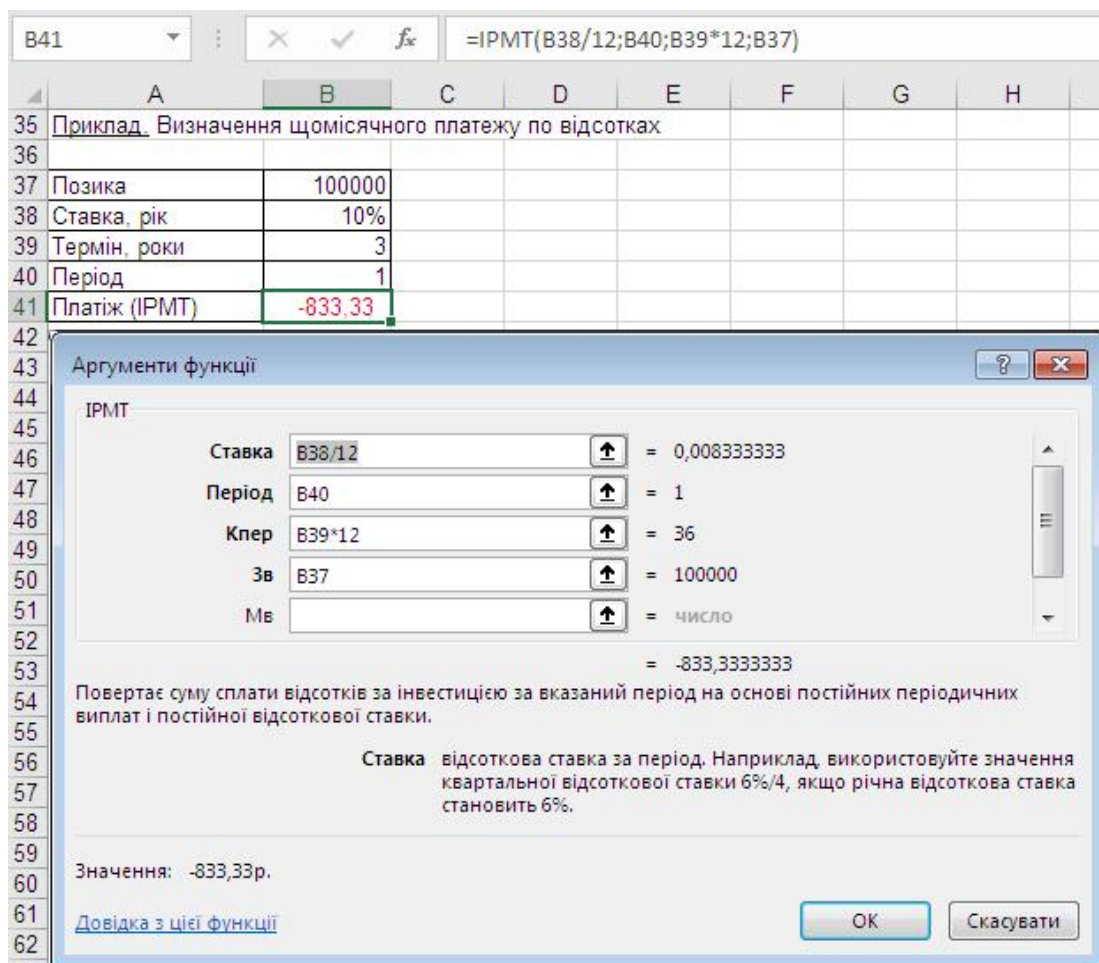 B41 fx =IPMT(B38/12;B40;B39*12;B37)
A B C D E F G H
35 Приклад. Визначення щомісячного платежу по відсотках
36
37 Позика 100000
38 Ставка, рік 10%
39 Термін, роки 3
40 Період 1
41 Платіж (IPMT) -833,33
42
43 Аргументи функції
44
45 IPMT
46 Ставка B38/12 = 0,008333333
47 Період B40 = 1
48
49 Кпер B39*12 = 36
50 Зв B37 = 100000
51 Мв = число
52
53 = -833,3333333
54 Повертає суму сплати відсотків за інвестицією за вказаний період на основі постійних періодичних
55 виплат і постійної відсоткової ставки.
56 Ставка відсоткова ставка за період. Наприклад, використовуйте значення
57 квартальної відсоткової ставки 6%/4, якщо річна відсоткова ставка
58 становить 6%.
59
60 Значення: -833,33р.
61 Довідка з цієї функції OK Скасувати
62